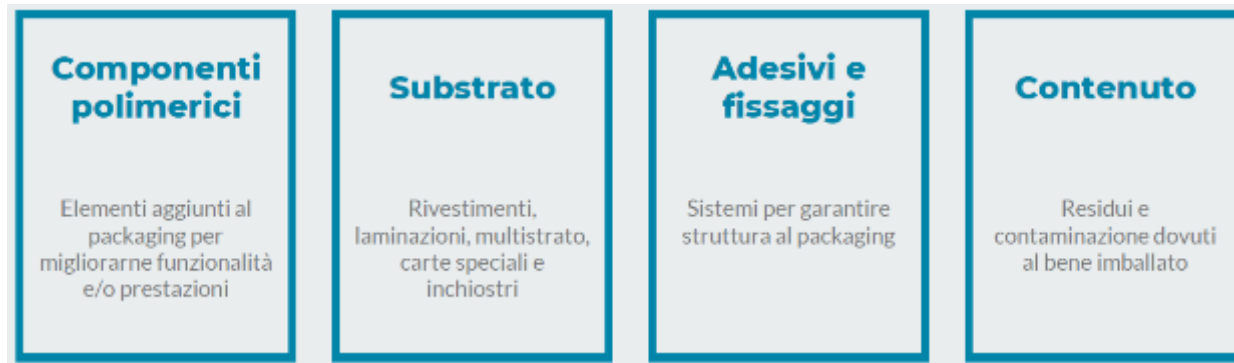 Componenti
polimerici
Elementi aggiunti al
packaging per
migliorarne funzionalità
e/o prestazioni
Substrato
Rivestimenti,
laminazioni, multistrato,
carte speciali e
inchiostri
Adesivi e
fissaggi
Sistemi per garantire
struttura al packaging
Contenuto
Residui e
contaminazione dovuti
al bene imballato